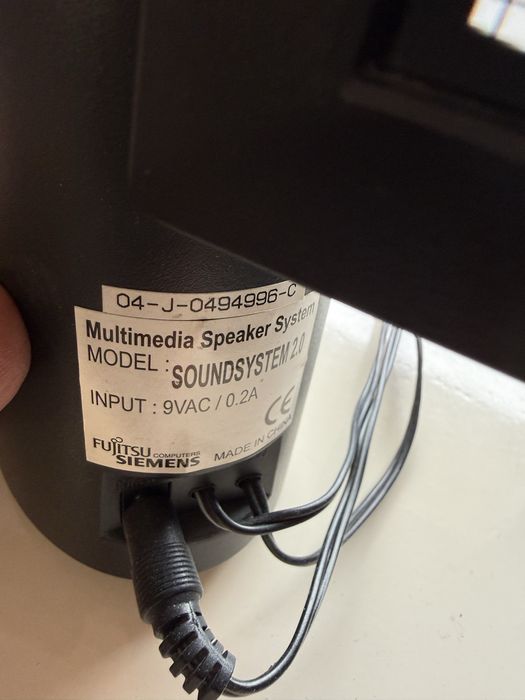 04-J-0494996-C
Multimedia Speaker System
MODEL : SOUNDSYSTEM 2.0
INPUT : 9VAC / 0.2A
CE
FUJITSU COMPUTERS
SIEMENS
MADE IN CHINA